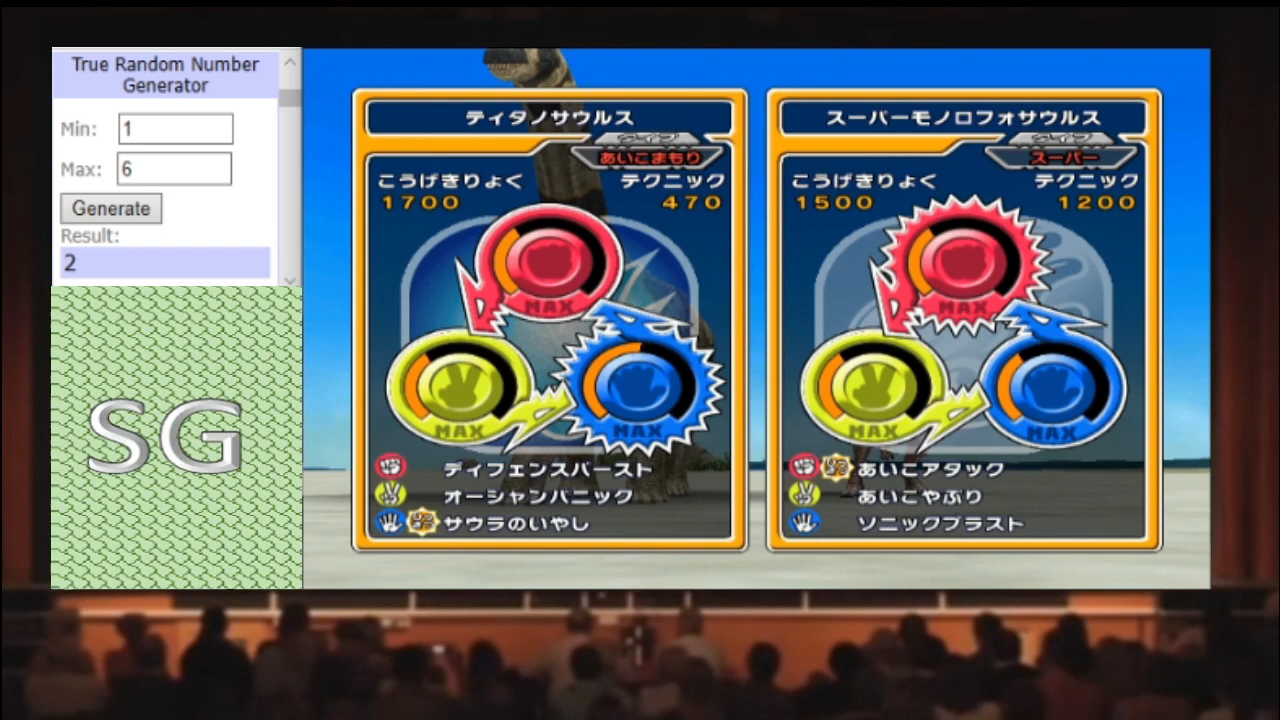 True Random Number
Generator
Min: 1
Max: 6
Generate
Result:
2
SG
ティタノサウルス
タイプ
あいこまもり
こうげきりょく
テクニック
1700
470
MAX
MAX
MAX
ディフェンスバースト
オーシャンパニック
サウラのいやし
スーパーモノロフォサウルス
タイプ
スーパー
こうげきりょく
テクニック
1500
1200
MAX
MAX
MAX
あいこアタック
あいこやぶり
ソニックブラスト